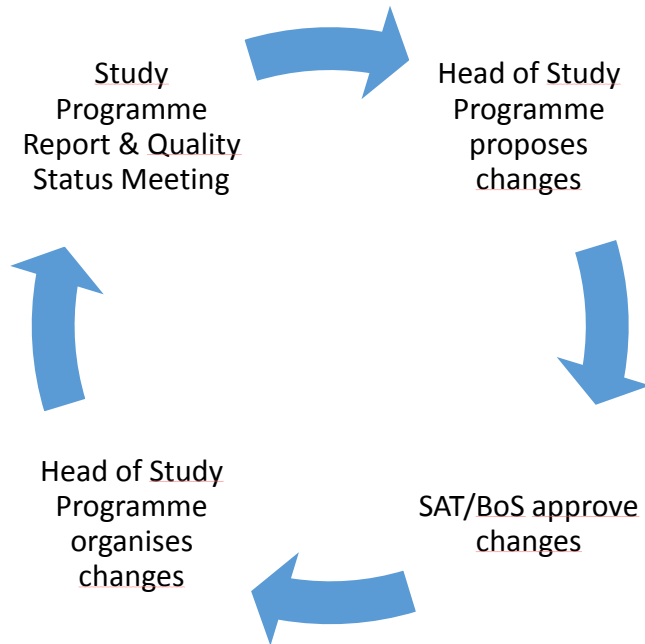 Study
Programme
Report & Quality
Status Meeting
Head of Study
Programme
proposes
changes
SAT/BoS approve
changes
Head of Study
Programme
organises
changes